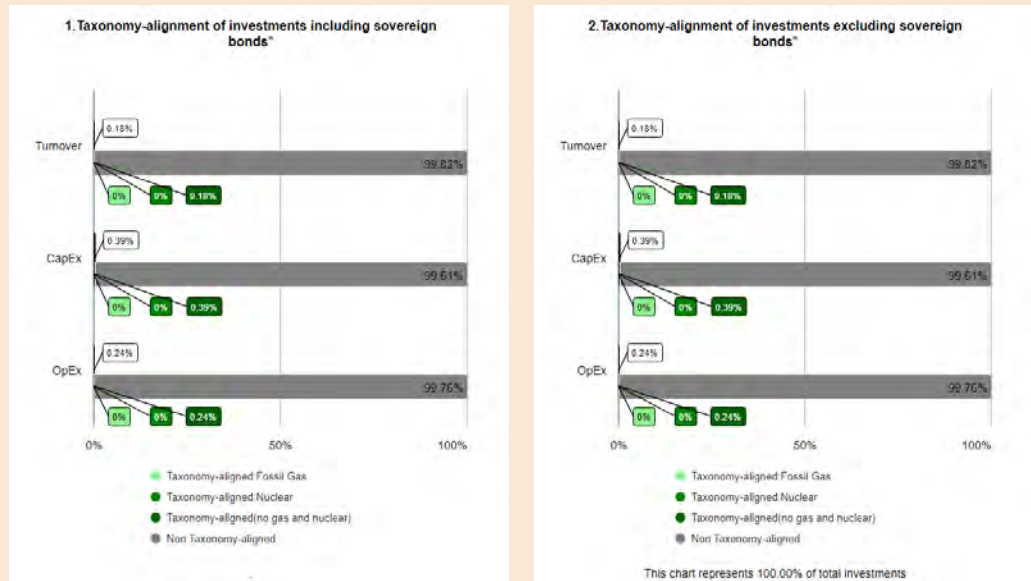 1.Taxonomy-alignment of investments including sovereign
bonds*
0.18%
Turnover
99.82%
0% 0% 0.18%
0.39%
CapEx
99.61%
0% 0% 0.39%
0.24%
OpEx
99.76%
0% 0% 0.24%
0% 50% 100%
Taxonomy-aligned:Fossil Gas
Taxonomy-aligned:Nuclear
Taxonomy-aligned(no gas and nuclear)
Non Taxonomy-aligned
2.Taxonomy-alignment of investments excluding sovereign
bonds*
0.18%
Turnover
99.82%
0% 0% 0.18%
0.39%
CapEx
99.61%
0% 0% 0.39%
0.24%
OpEx
99.76%
0% 0% 0.24%
0% 50% 100%
Taxonomy-aligned:Fossil Gas
Taxonomy-aligned:Nuclear
Taxonomy-aligned(no gas and nuclear)
Non Taxonomy-aligned
This chart represents 100.00% of total investments